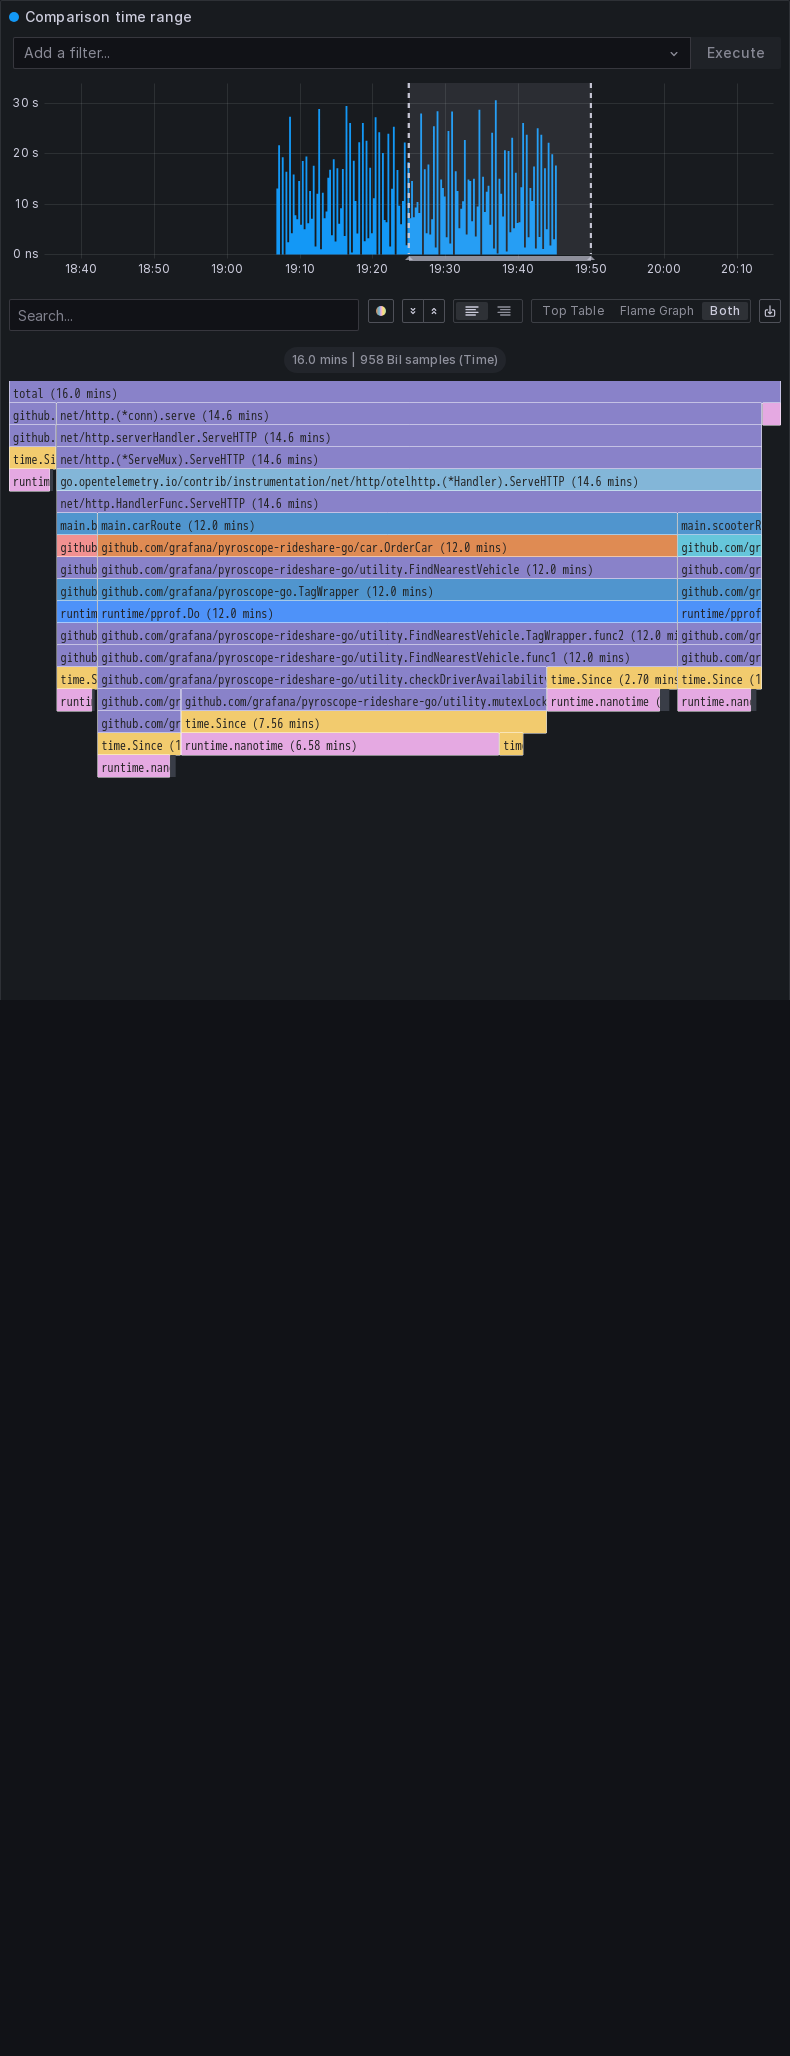 Comparison time range
Add a filter...
Execute
30 s
20 s
10 s
0 ns
18:40 18:50 19:00 19:10 19:20 19:30 19:40 19:50 20:00 20:10
Search...
Top Table Flame Graph Both
16.0 mins | 958 Bil samples (Time)
total (16.0 mins)
github. net/http.(*conn).serve (14.6 mins)
github. net/http.serverHandler.ServeHTTP (14.6 mins)
time.Si net/http.(*ServeMux).ServeHTTP (14.6 mins)
runtim go.opentelemetry.io/contrib/instrumentation/net/http/otelhttp.(*Handler).ServeHTTP (14.6 mins)
net/http.HandlerFunc.ServeHTTP (14.6 mins)
main.b main.carRoute (12.0 mins) main.scooterR
github github.com/grafana/pyroscope-rideshare-go/car.OrderCar (12.0 mins) github.com/gr
github github.com/grafana/pyroscope-rideshare-go/utility.FindNearestVehicle (12.0 mins) github.com/gr
github github.com/grafana/pyroscope-go.TagWrapper (12.0 mins) github.com/gr
runtim runtime/pprof.Do (12.0 mins) runtime/pprof
github github.com/grafana/pyroscope-rideshare-go/utility.FindNearestVehicle.TagWrapper.func2 (12.0 mi github.com/gr
github github.com/grafana/pyroscope-rideshare-go/utility.FindNearestVehicle.func1 (12.0 mins) github.com/gr
time.S github.com/grafana/pyroscope-rideshare-go/utility.checkDriverAvailability time.Since (2.70 mins time.Since (1
runti github.com/gr github.com/grafana/pyroscope-rideshare-go/utility.mutexLock runtime.nanotime ( runtime.nan
github.com/gr time.Since (7.56 mins)
time.Since (1 runtime.nanotime (6.58 mins) tim
runtime.nan